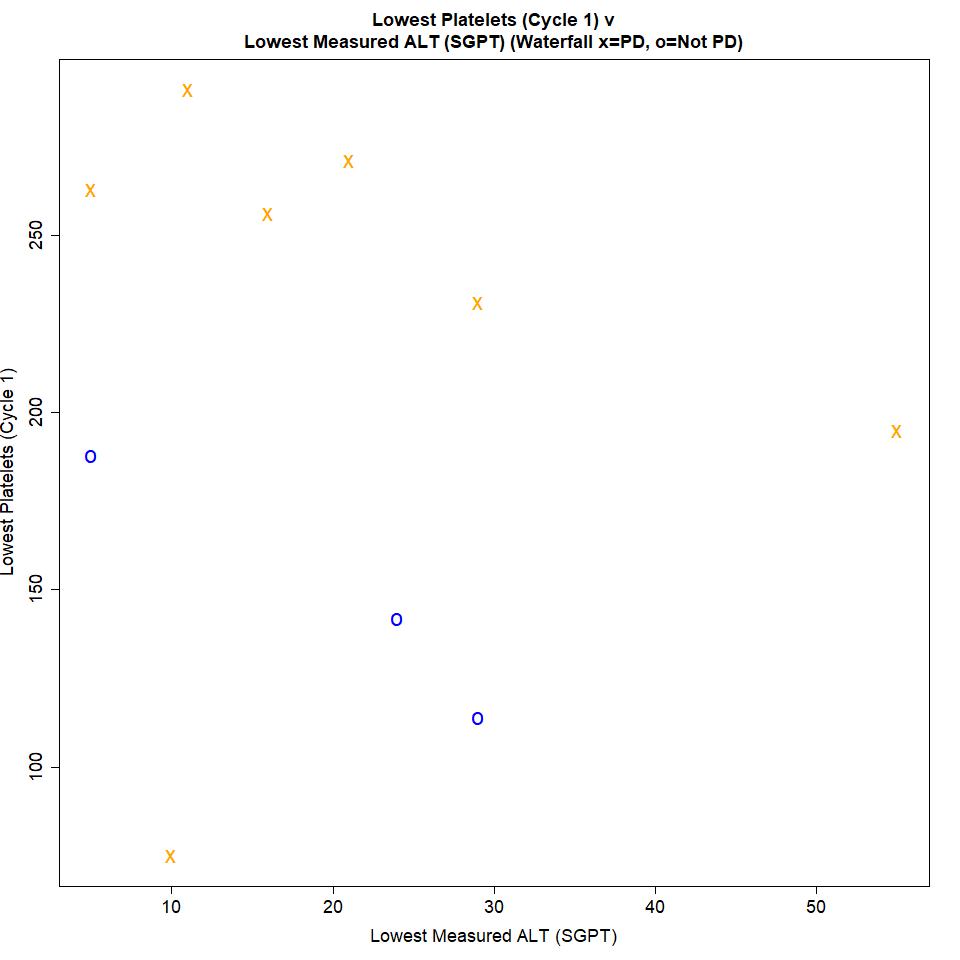 Lowest Platelets (Cycle 1) v
Lowest Measured ALT (SGPT) (Waterfall x=PD, o=Not PD)
X
X
X
X
250
X
200
X
O
Lowest Platelets (Cycle 1)
150
O
O
100
X
10 20 30 40 50
Lowest Measured ALT (SGPT)